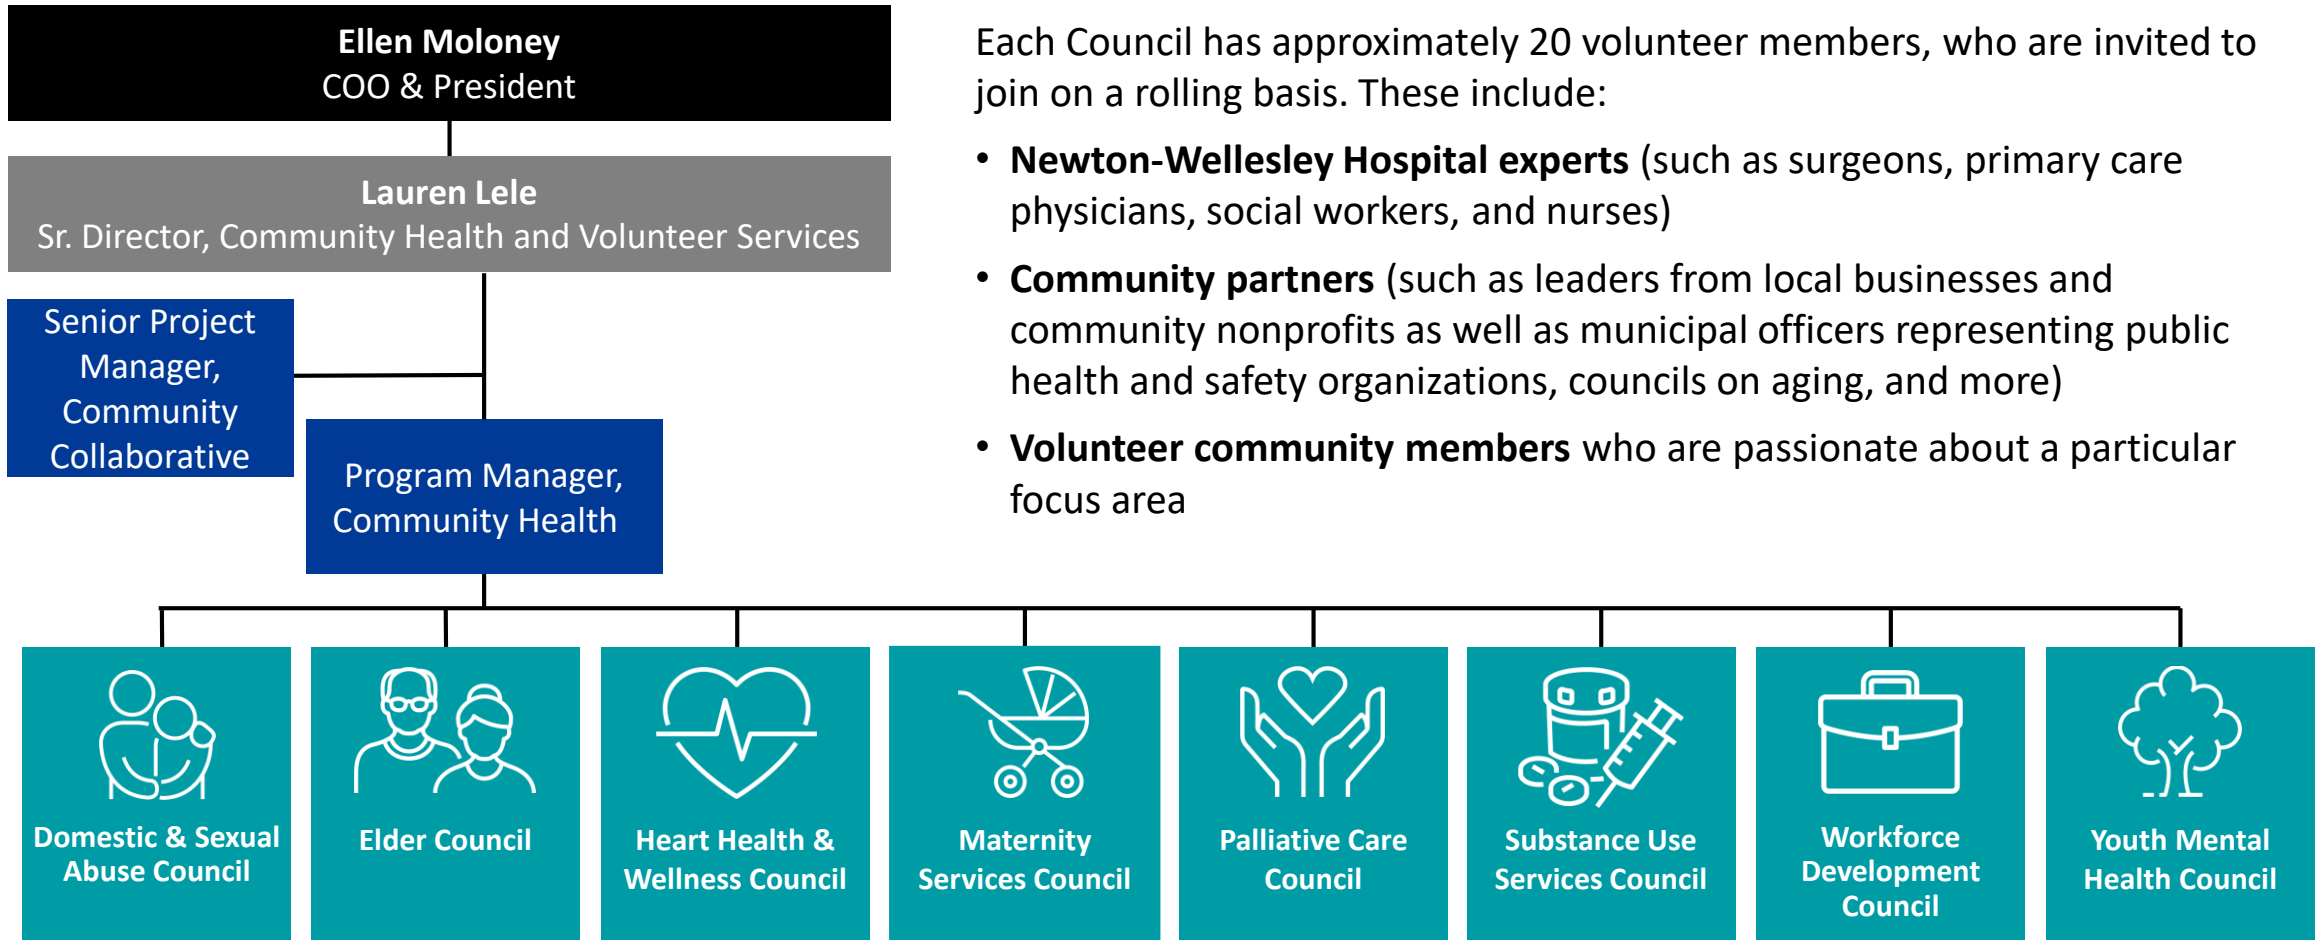 Ellen Moloney
COO & President
Lauren Lele
Sr. Director, Community Health and Volunteer Services
Senior Project
Manager,
Community
Collaborative
Program Manager,
Community Health
Each Council has approximately 20 volunteer members, who are invited to
join on a rolling basis. These include:
• Newton-Wellesley Hospital experts (such as surgeons, primary care
physicians, social workers, and nurses)
• Community partners (such as leaders from local businesses and
community nonprofits as well as municipal officers representing public
health and safety organizations, councils on aging, and more)
• Volunteer community members who are passionate about a particular
focus area
Domestic & Sexual
Abuse Council
Elder Council
Heart Health &
Wellness Council
Maternity
Services Council
Palliative Care
Council
Substance Use
Services Council
Workforce
Development
Council
Youth Mental
Health Council